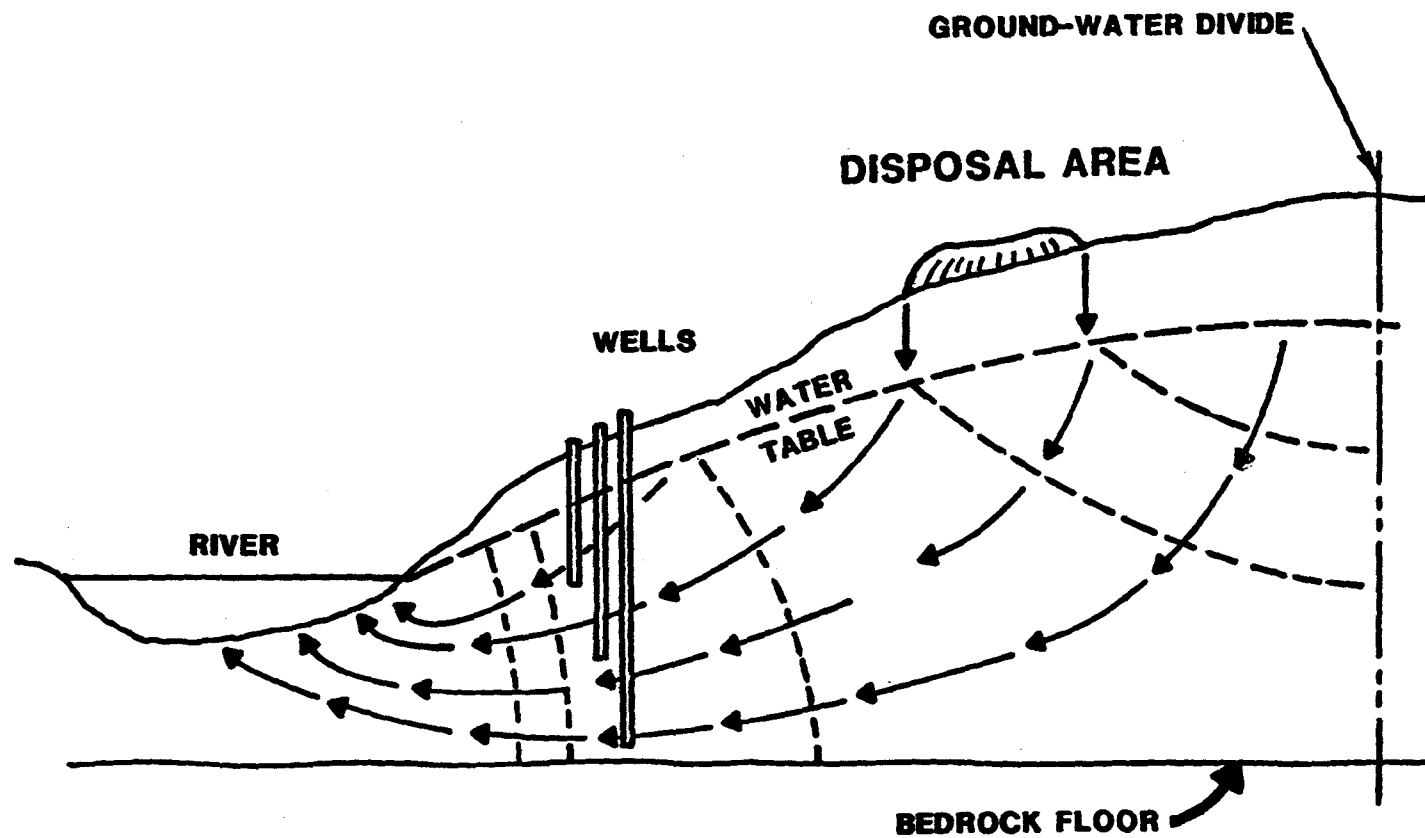 GROUND-WATER DIVIDE
DISPOSAL AREA
WELLS
WATER
TABLE
RIVER
BEDROCK FLOOR